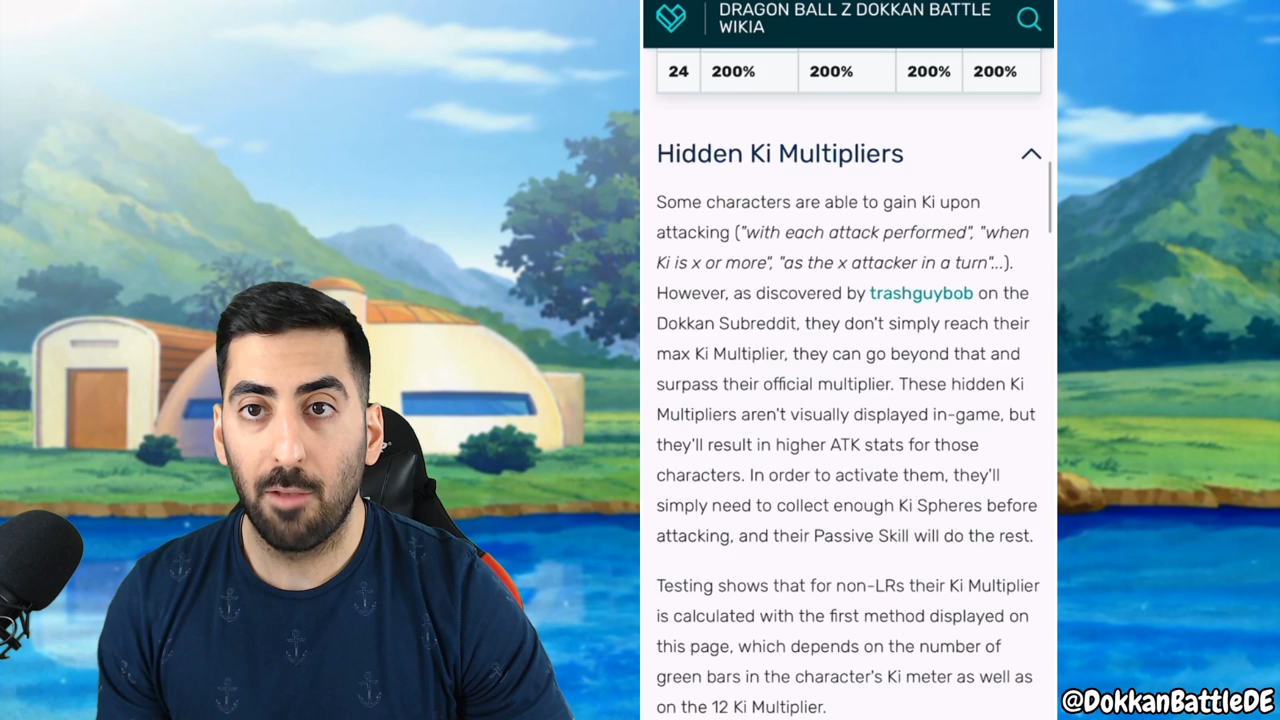 DRAGON BALL Z DOKKAN BATTLE
WIKIA
24 200% 200% 200% 200%
Hidden Ki Multipliers
Some characters are able to gain Ki upon
attacking ("with each attack performed", "when
Ki is x or more", "as the x attacker in a turn"...).
However, as discovered by trashguybob on the
Dokkan Subreddit, they don't simply reach their
max Ki Multiplier, they can go beyond that and
surpass their official multiplier. These hidden Ki
Multipliers aren't visually displayed in-game, but
they'll result in higher ATK stats for those
characters. In order to activate them, they'll
simply need to collect enough Ki Spheres before
attacking, and their Passive Skill will do the rest.
Testing shows that for non-LRs their Ki Multiplier
is calculated with the first method displayed on
this page, which depends on the number of
green bars in the character's Ki meter as well as
on the 12 Ki Multiplier.
@DokkanBattleDE